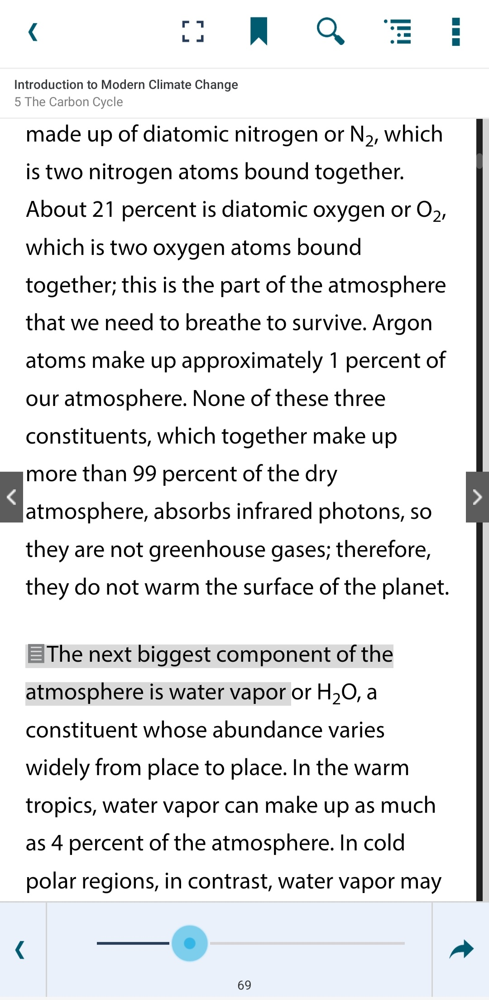 Introduction to Modern Climate Change
5 The Carbon Cycle
made up of diatomic nitrogen or N₂, which
is two nitrogen atoms bound together.
About 21 percent is diatomic oxygen or O₂,
which is two oxygen atoms bound
together; this is the part of the atmosphere
that we need to breathe to survive. Argon
atoms make up approximately 1 percent of
our atmosphere. None of these three
constituents, which together make up
more than 99 percent of the dry
atmosphere, absorbs infrared photons, so
they are not greenhouse gases; therefore,
they do not warm the surface of the planet.
The next biggest component of the
atmosphere is water vapor or H₂O, a
constituent whose abundance varies
widely from place to place. In the warm
tropics, water vapor can make up as much
as 4 percent of the atmosphere. In cold
polar regions, in contrast, water vapor may
69